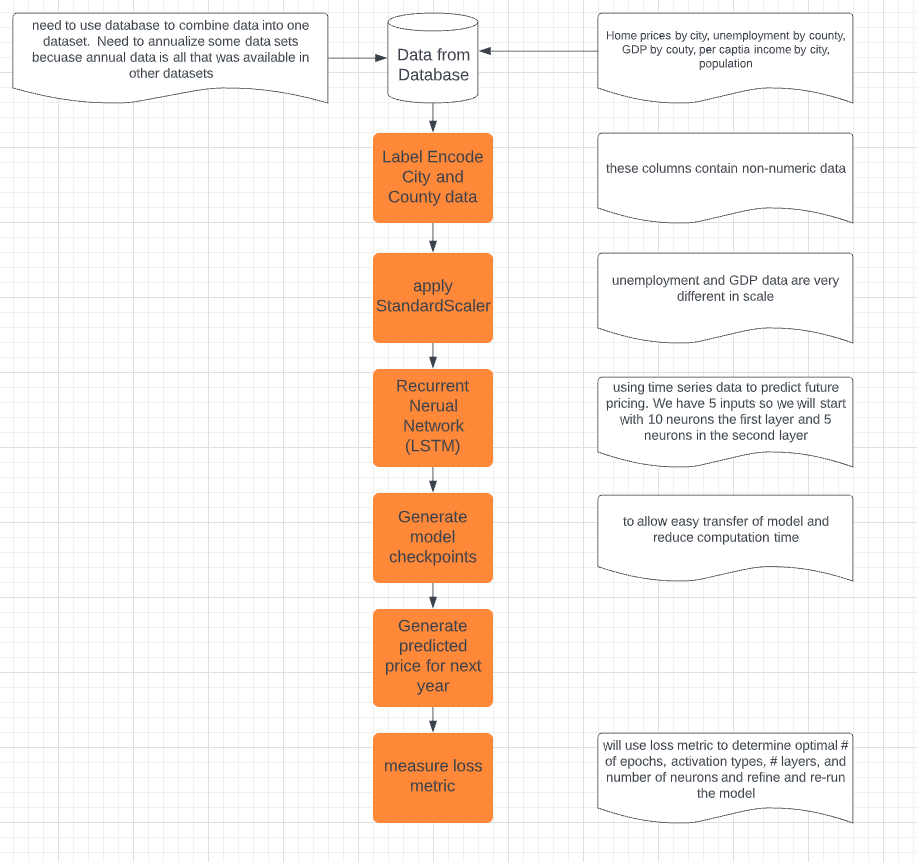 need to use database to combine data into one
dataset.  Need to annualize some data sets
becuase annual data is all that was available in
other datasets
Data from
Database
Home prices by city, unemployment by county,
GDP by couty, per captia income by city,
population
Label Encode
City and
County data
these columns contain non-numeric data
apply
StandardScaler
unemployment and GDP data are very
different in scale
Recurrent
Nerual
Network
(LSTM)
using time series data to predict future
pricing. We have 5 inputs so we will start
with 10 neurons the first layer and 5
neurons in the second layer
Generate
model
checkpoints
to allow easy transfer of model and
reduce computation time
Generate
predicted
price for next
year
measure loss
metric
will use loss metric to determine optimal #
of epochs, activation types, # layers, and
number of neurons and refine and re-run
the model